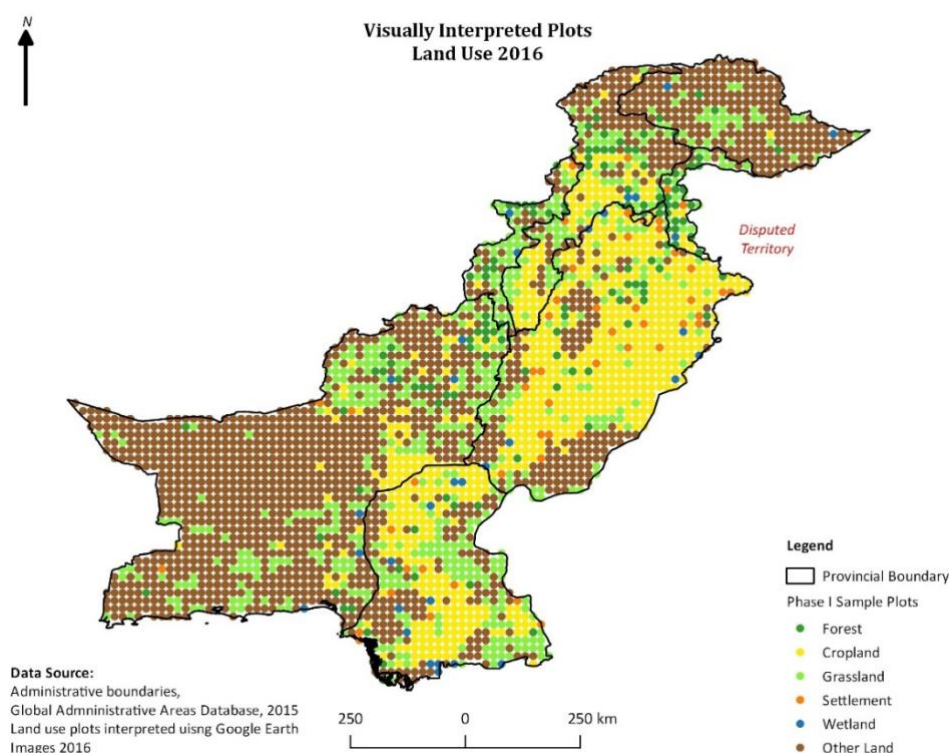 N
Visually Interpreted Plots
Land Use 2016
Disputed
Territory
Legend
Provincial Boundary
Phase I Sample Plots
Forest
Cropland
Grassland
Settlement
Wetland
Other Land
Data Source:
Administrative boundaries,
Global Admninistrative Areas Database, 2015
Land use plots interpreted uisng Google Earth
Images 2016
250 0 250 km